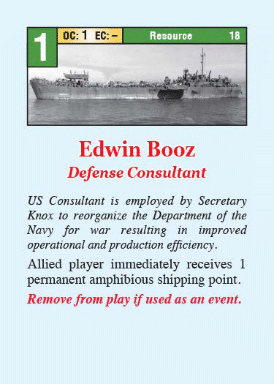 1 OC: 1 EC: – Resource 18
Edwin Booz
Defense Consultant
US Consultant is employed by Secretary
Knox to reorganize the Department of the
Navy for war resulting in improved
operational and production efficiency.
Allied player immediately receives 1
permanent amphibious shipping point.
Remove from play if used as an event.